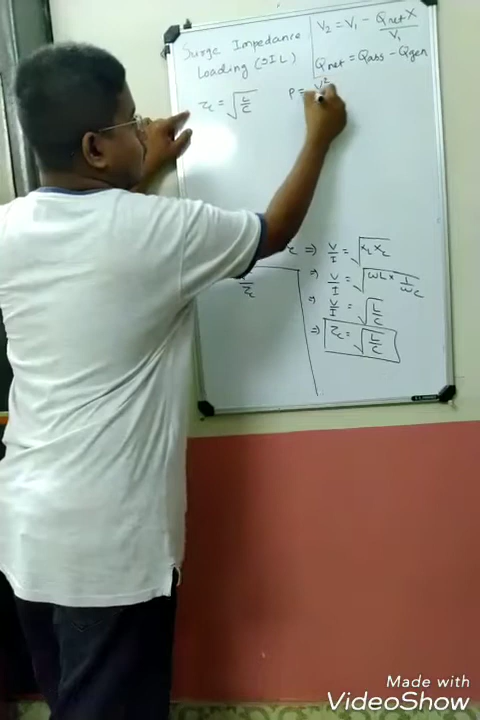 Surge Impedance
Loading (SIL)
Zc = √L/C
P = V²
V₂ = V₁ - Qnet X / V₁
Qnet = Qabs - Qgen
⇒ V/I = √XL Xc
⇒ V/I = √ωL × 1/ωc
⇒ V/I = √L/C
⇒ Zc = √L/C
Zc
Made with
VideoShow